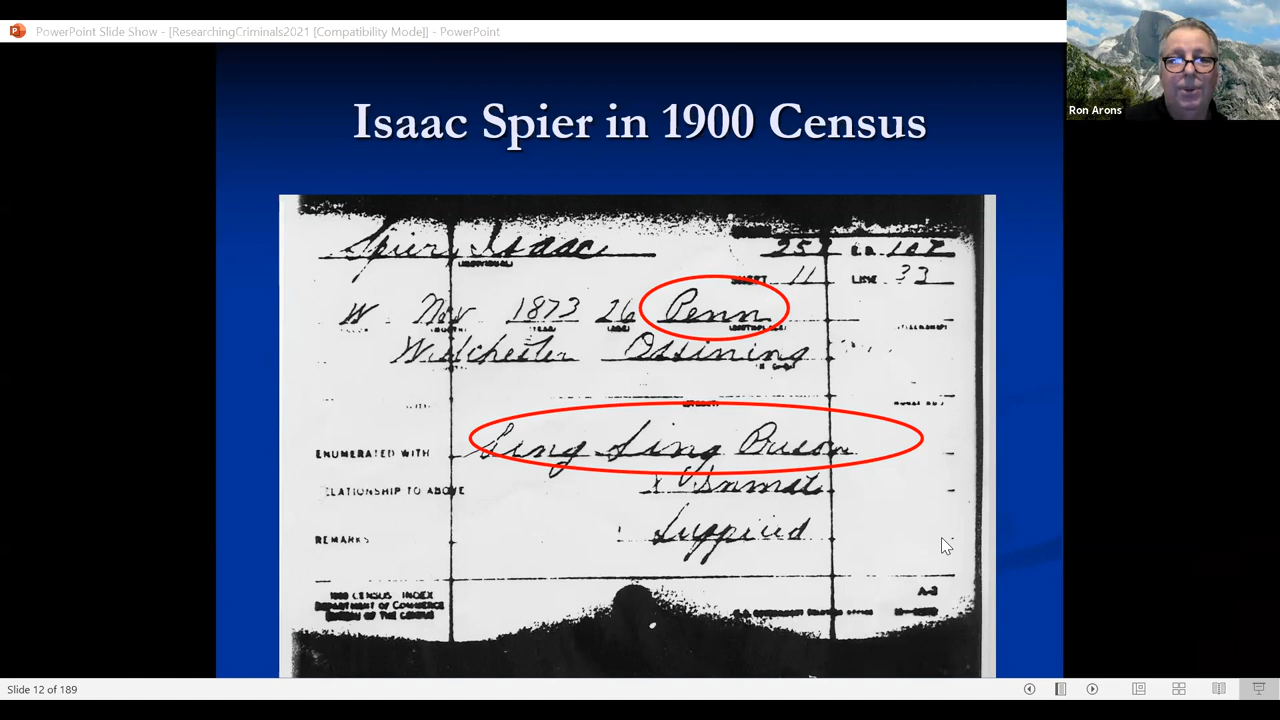 PowerPoint Slide Show - [ResearchingCriminals2021 [Compatibility Mode]] - PowerPoint
Ron Arons
Isaac Spier in 1900 Census
Spier, Isaac
E.D. 102
SHEET 11 LINE 33
W Nov 1873 26 Penn
Westchester Ossining
ENUMERATED WITH Sing Sing Prison
RELATIONSHIP TO ABOVE Inmate
REMARKS
1900 CENSUS INDEX
DEPARTMENT OF COMMERCE
BUREAU OF THE CENSUS
Slide 12 of 189